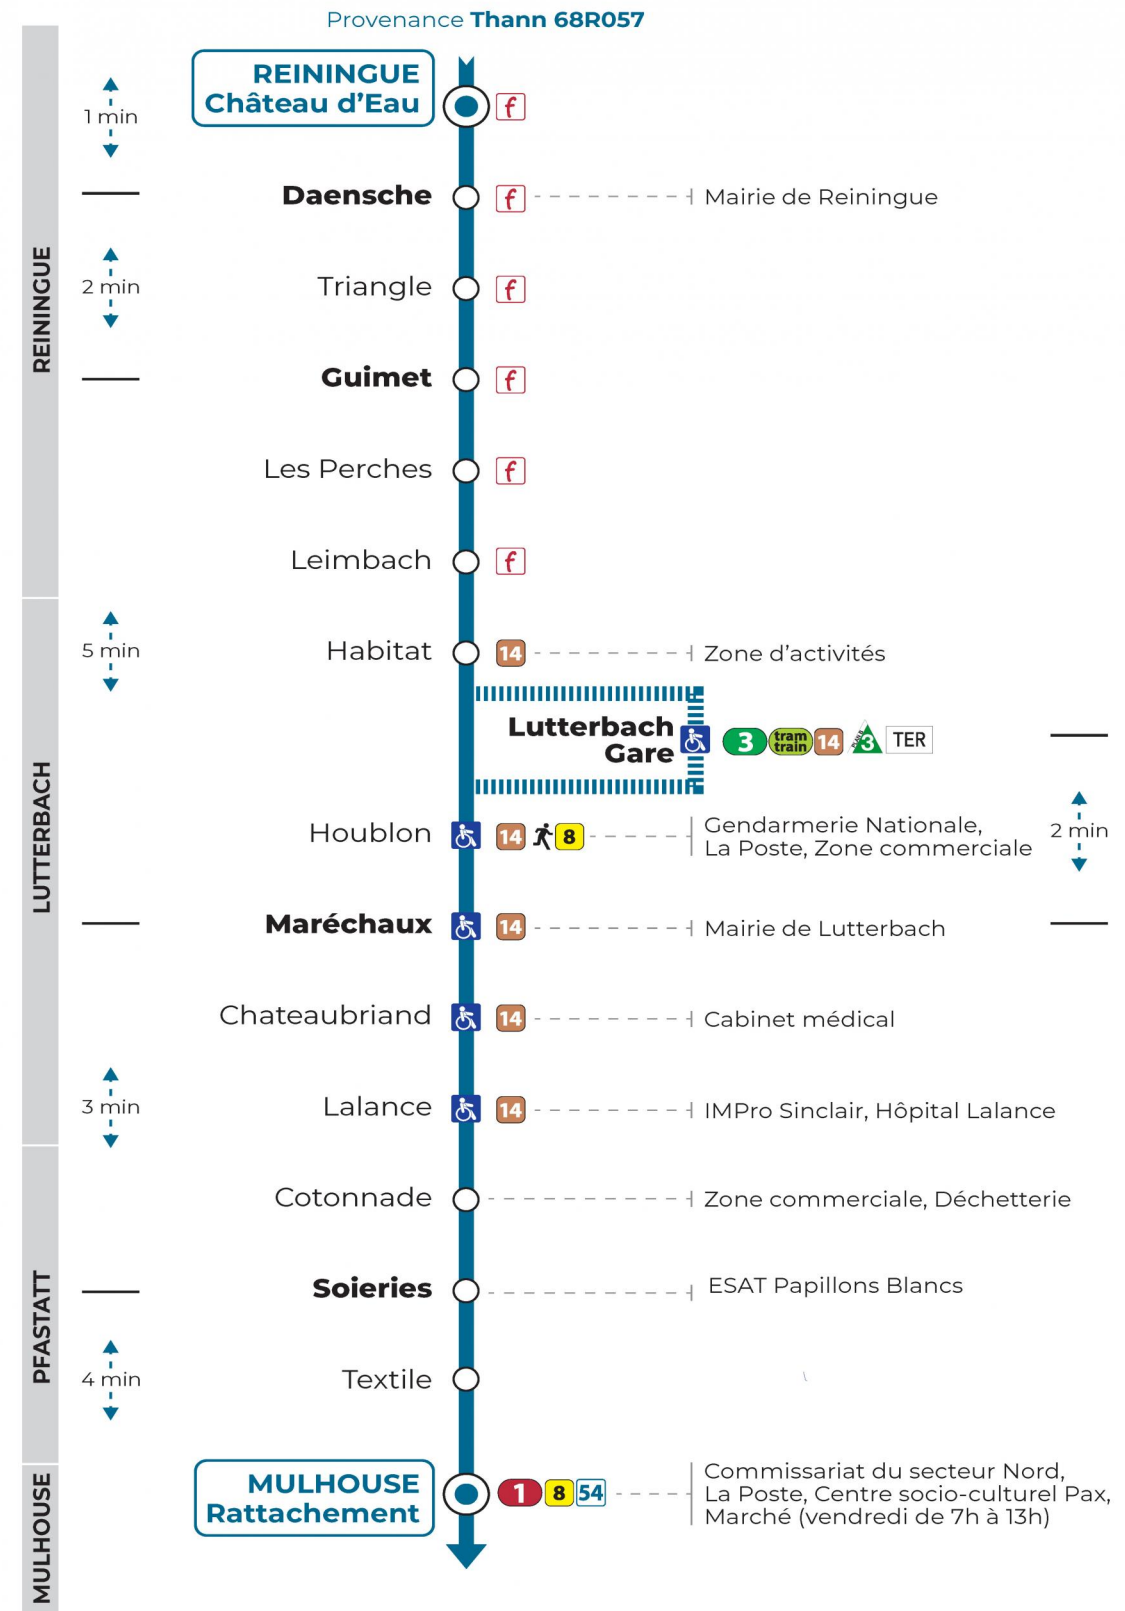 Provenance Thann 68R057
REININGUE
Château d'Eau
f
1 min
Daensche
f
Mairie de Reiningue
REININGUE
2 min
Triangle
f
Guimet
f
Les Perches
f
Leimbach
f
5 min
Habitat
14
Zone d'activités
Lutterbach
Gare
3
tram
train
14
3
TER
LUTTERBACH
Houblon
14
8
Gendarmerie Nationale,
La Poste, Zone commerciale
2 min
Maréchaux
14
Mairie de Lutterbach
Chateaubriand
14
Cabinet médical
3 min
Lalance
14
IMPro Sinclair, Hôpital Lalance
Cotonnade
Zone commerciale, Déchetterie
PFASTATT
Soieries
ESAT Papillons Blancs
4 min
Textile
MULHOUSE
MULHOUSE
Rattachement
1
8
54
Commissariat du secteur Nord,
La Poste, Centre socio-culturel Pax,
Marché (vendredi de 7h à 13h)